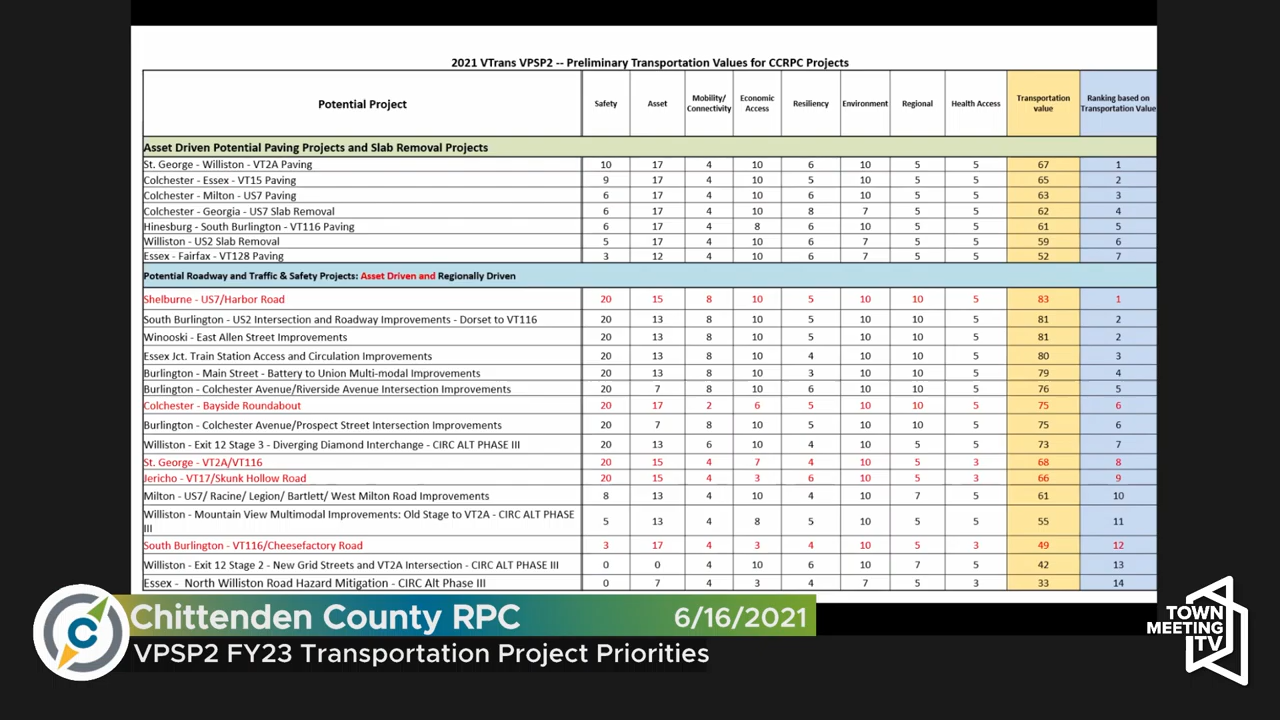 2021 VTrans VPSP2 -- Preliminary Transportation Values for CCRPC Projects
Potential Project Safety Asset Mobility/ Connectivity Economic Access Resiliency Environment Regional Health Access Transportation value Ranking based on Transportation Value
Asset Driven Potential Paving Projects and Slab Removal Projects
St. George - Williston - VT2A Paving 10 17 4 10 6 10 5 5 67 1
Colchester - Essex - VT15 Paving 9 17 4 10 5 10 5 5 65 2
Colchester - Milton - US7 Paving 6 17 4 10 6 10 5 5 63 3
Colchester - Georgia - US7 Slab Removal 6 17 4 10 8 7 5 5 62 4
Hinesburg - South Burlington - VT116 Paving 6 17 4 8 6 10 5 5 61 5
Williston - US2 Slab Removal 5 17 4 10 6 7 5 5 59 6
Essex - Fairfax - VT128 Paving 3 12 4 10 6 7 5 5 52 7
Potential Roadway and Traffic & Safety Projects: Asset Driven and Regionally Driven
Shelburne - US7/Harbor Road 20 15 8 10 5 10 10 5 83 1
South Burlington - US2 Intersection and Roadway Improvements - Dorset to VT116 20 13 8 10 5 10 10 5 81 2
Winooski - East Allen Street Improvements 20 13 8 10 5 10 10 5 81 2
Essex Jct. Train Station Access and Circulation Improvements 20 13 8 10 4 10 10 5 80 3
Burlington - Main Street - Battery to Union Multi-modal Improvements 20 13 8 10 3 10 10 5 79 4
Burlington - Colchester Avenue/Riverside Avenue Intersection Improvements 20 7 8 10 6 10 10 5 76 5
Colchester - Bayside Roundabout 20 17 2 6 5 10 10 5 75 6
Burlington - Colchester Avenue/Prospect Street Intersection Improvements 20 7 8 10 5 10 10 5 75 6
Williston - Exit 12 Stage 3 - Diverging Diamond Interchange - CIRC ALT PHASE III 20 13 6 10 4 10 5 5 73 7
St. George - VT2A/VT116 20 15 4 7 4 10 5 3 68 8
Jericho - VT17/Skunk Hollow Road 20 15 4 3 6 10 5 3 66 9
Milton - US7/ Racine/ Legion/ Bartlett/ West Milton Road Improvements 8 13 4 10 4 10 7 5 61 10
Williston - Mountain View Multimodal Improvements: Old Stage to VT2A - CIRC ALT PHASE
III 5 13 4 8 5 10 5 5 55 11
South Burlington - VT116/Cheesefactory Road 3 17 4 3 4 10 5 3 49 12
Williston - Exit 12 Stage 2 - New Grid Streets and VT2A Intersection - CIRC ALT PHASE III 0 0 4 10 6 10 7 5 42 13
Essex - North Williston Road Hazard Mitigation - CIRC Alt Phase III 0 7 4 3 4 7 5 3 33 14
C
Chittenden County RPC 6/16/2021
VPSP2 FY23 Transportation Project Priorities
TOWN
MEETING
TV